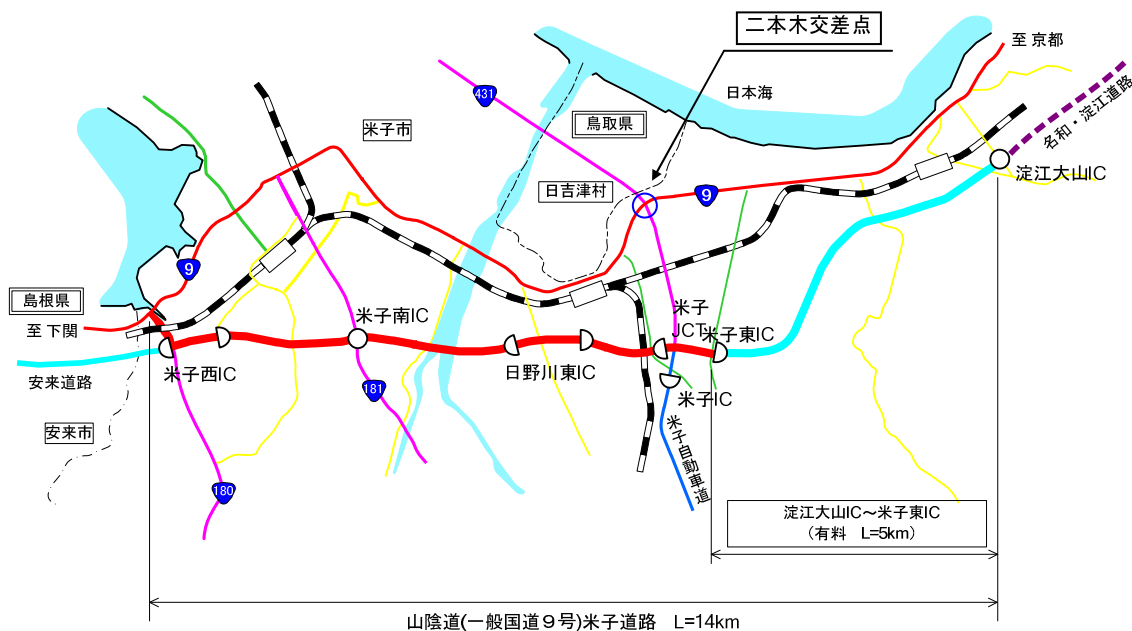 二本木交差点
至 京都
431
日本海
名和・淀江道路
米子市
鳥取県
淀江大山IC
日吉津村
9
9
島根県
至 下関
米子南IC
米子
JCT
米子東IC
安来道路
米子西IC
日野川東IC
181
米子IC
安来市
米子自動車道
180
淀江大山IC～米子東IC
（有料　L=5km）
山陰道(一般国道９号)米子道路　L=14km